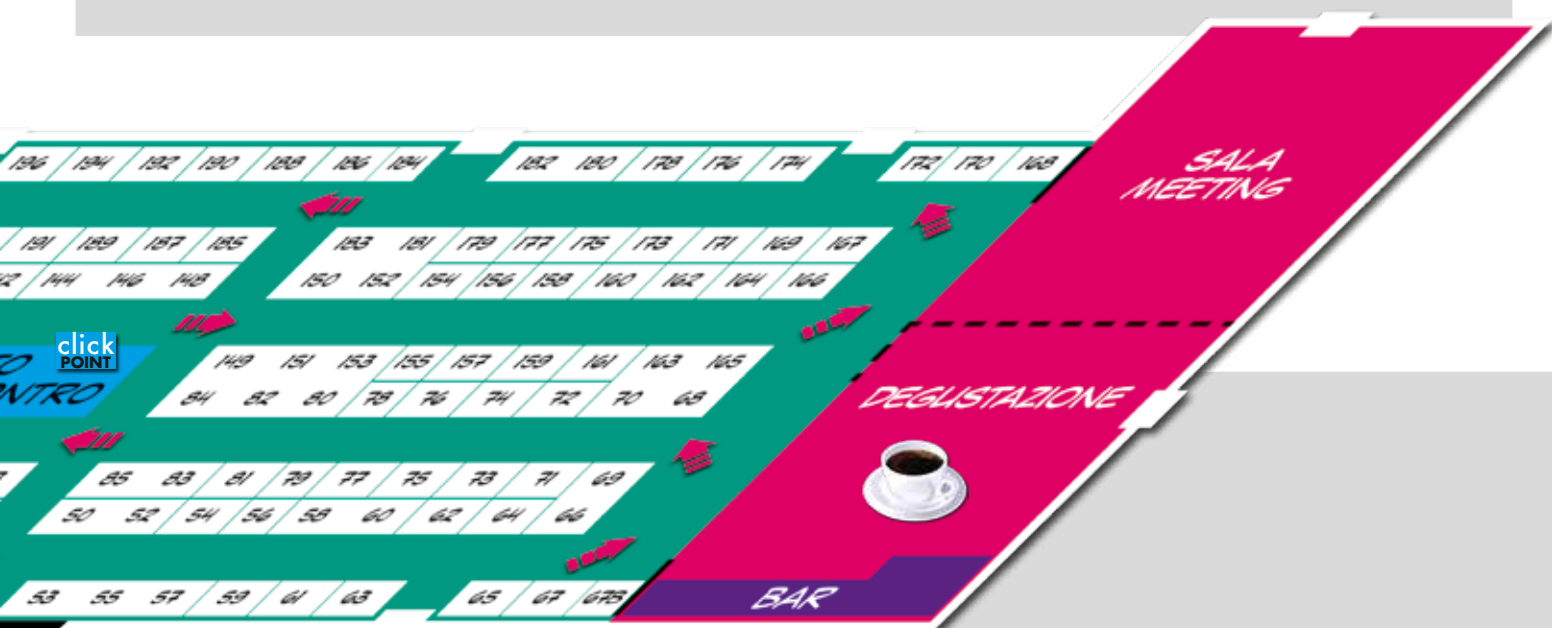 196 194 192 190 188 186 184 182 180 178 176 174 172 170 168
SALA
MEETING
191 189 187 185 183 181 179 177 175 173 171 169 167
144 146 148 150 152 154 156 158 160 162 164 166
click
POINT
149 151 153 155 157 159 161 163 165
84 82 80 78 76 74 72 70 68
DEGUSTAZIONE
85 83 81 79 77 75 73 71 69
50 52 54 56 58 60 62 64 66
53 55 57 59 61 63 65 67 67B
BAR